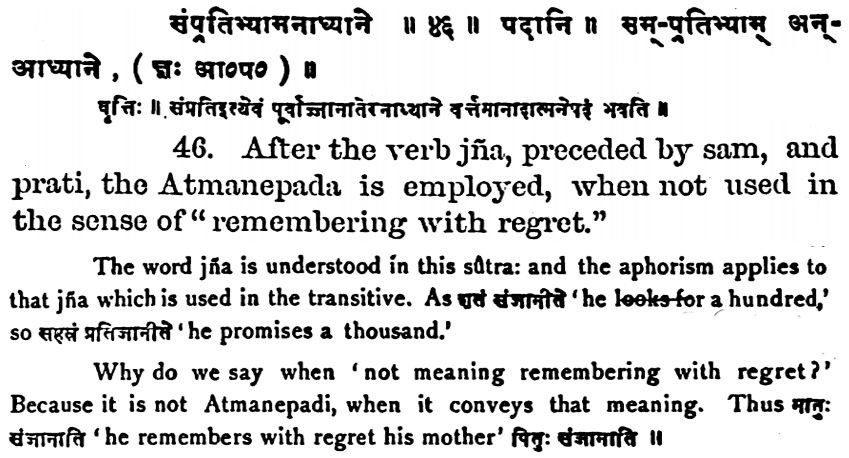 संप्रतिभ्यामनाध्याने ॥ ४६ ॥ पदानि ॥ सम्-प्रतिभ्याम् अन्-
आध्याने , ( ज्ञः आ०प० ) ॥
वृत्तिः ॥ संप्रतिइत्येवं पूर्वाज्जानातेरनाध्याने वर्त्तमानादात्मनेपदं भवति ॥
46. After the verb jña, preceded by sam, and
prati, the Atmanepada is employed, when not used in
the sense of "remembering with regret."
The word jña is understood in this sûtra: and the aphorism applies to
that jña which is used in the transitive. As शतं संजानीते 'he looks for a hundred,'
so सहस्रं प्रतिजानीते 'he promises a thousand.'
Why do we say when 'not meaning remembering with regret?'
Because it is not Atmanepadi, when it conveys that meaning. Thus मातुः
संजानाति 'he remembers with regret his mother' पितुः संजानाति ॥